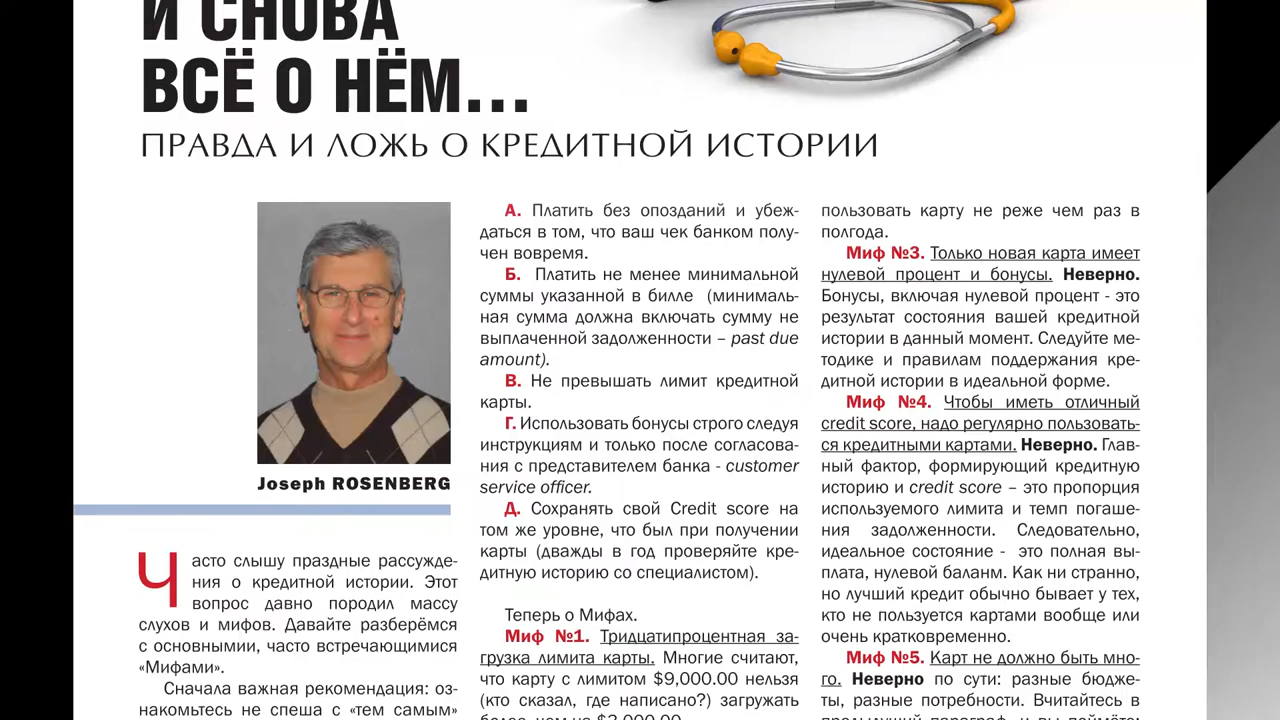 И СНОВА
ВСЁ О НЁМ...
ПРАВДА И ЛОЖЬ О КРЕДИТНОЙ ИСТОРИИ
Joseph ROSENBERG
Часто слышу праздные рассужде-
ния о кредитной истории. Этот
вопрос давно породил массу
слухов и мифов. Давайте разберёмся
с основными, часто встречающимися
«Мифами».
Сначала важная рекомендация: оз-
накомьтесь не спеша с «тем самым»
А. Платить без опозданий и убеж-
даться в том, что ваш чек банком полу-
чен вовремя.
Б. Платить не менее минимальной
суммы указанной в билле (минималь-
ная сумма должна включать сумму не
выплаченной задолженности – past due
amount).
В. Не превышать лимит кредитной
карты.
Г. Использовать бонусы строго следуя
инструкциям и только после согласова-
ния с представителем банка - customer
service officer.
Д. Сохранять свой Credit score на
том же уровне, что был при получении
карты (дважды в год проверяйте кре-
дитную историю со специалистом).
Теперь о Мифах.
Миф №1. Тридцатипроцентная за-
грузка лимита карты. Многие считают,
что карту с лимитом $9,000.00 нельзя
(кто сказал, где написано?) загружать
более, чем на $3,000.00
пользовать карту не реже чем раз в
полгода.
Миф №3. Только новая карта имеет
нулевой процент и бонусы. Неверно.
Бонусы, включая нулевой процент - это
результат состояния вашей кредитной
истории в данный момент. Следуйте ме-
тодике и правилам поддержания кре-
дитной истории в идеальной форме.
Миф №4. Чтобы иметь отличный
credit score, надо регулярно пользовать-
ся кредитными картами. Неверно. Глав-
ный фактор, формирующий кредитную
историю и credit score – это пропорция
используемого лимита и темп погаше-
ния задолженности. Следовательно,
идеальное состояние - это полная вы-
плата, нулевой баланм. Как ни странно,
но лучший кредит обычно бывает у тех,
кто не пользуется картами вообще или
очень кратковременно.
Миф №5. Карт не должно быть мно-
го. Неверно по сути: разные бюдже-
ты, разные потребности. Вчитайтесь в
предыдущий параграф, и вы поймёте: